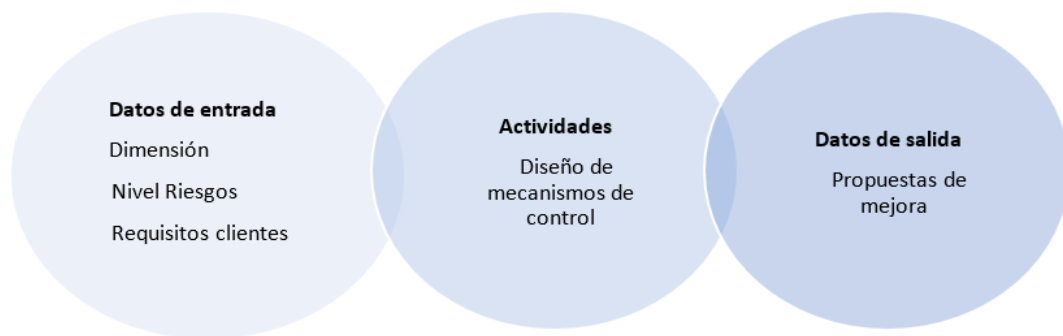 Datos de entrada
Dimensión
Nivel Riesgos
Requisitos clientes
Actividades
Diseño de
mecanismos de
control
Datos de salida
Propuestas de
mejora